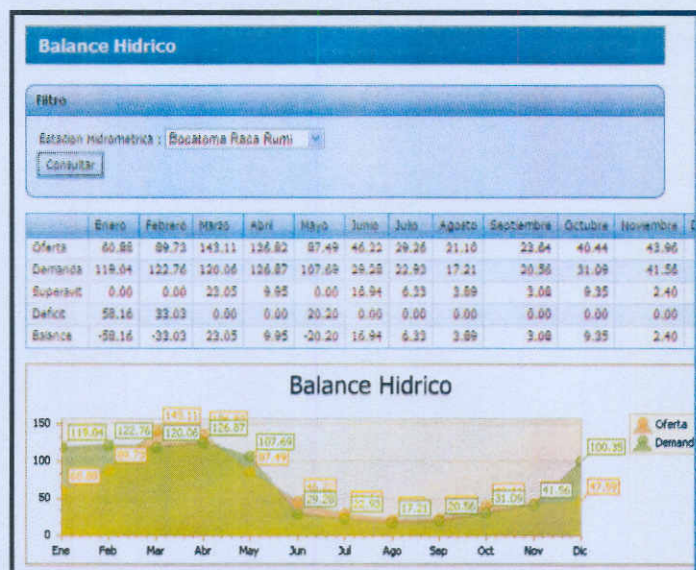 Balance Hidrico
Filtro
Estacion Hidrometrica : Bocatoma Raca Rumi
Consultar
Enero Febrero Marzo Abril Mayo Junio Julio Agosto Septiembre Octubre Noviembre D
Oferta 60.88 89.73 143.11 136.82 87.49 46.22 29.26 21.10 23.64 40.44 43.96
Demanda 119.04 122.76 120.06 126.87 107.69 29.28 22.93 17.21 20.56 31.09 41.56
Superavit 0.00 0.00 23.05 9.95 0.00 16.94 6.33 3.89 3.08 9.35 2.40
Deficit 58.16 33.03 0.00 0.00 20.20 0.00 0.00 0.00 0.00 0.00 0.00
Balance -58.16 -33.03 23.05 9.95 -20.20 16.94 6.33 3.89 3.08 9.35 2.40
Balance Hidrico
150
100
50
0
143.11
119.04 122.76 120.06 126.87 107.69 29.28 22.93 17.21 20.56 31.09 41.56 100.35
60.88 89.73 87.49 47.59
Ene Feb Mar Abr May Jun Jul Ago Sep Oct Nov Dic
Oferta
Demand